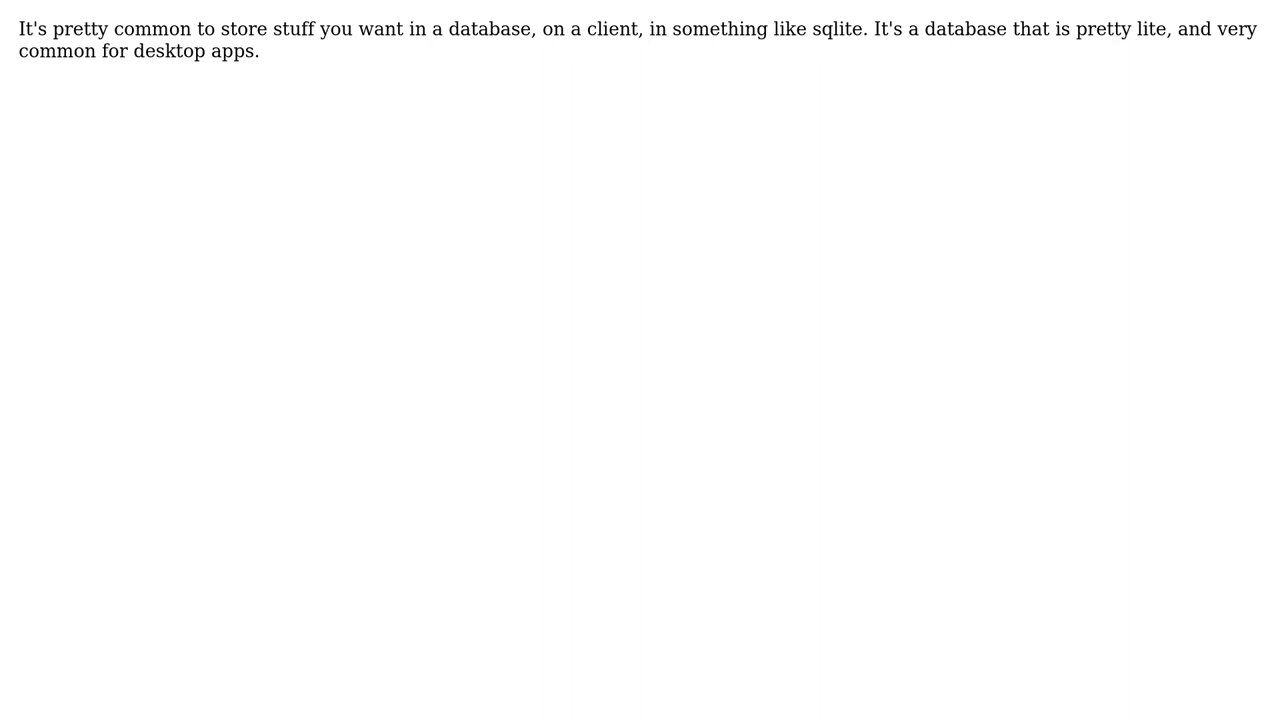 It's pretty common to store stuff you want in a database, on a client, in something like sqlite. It's a database that is pretty lite, and very
common for desktop apps.